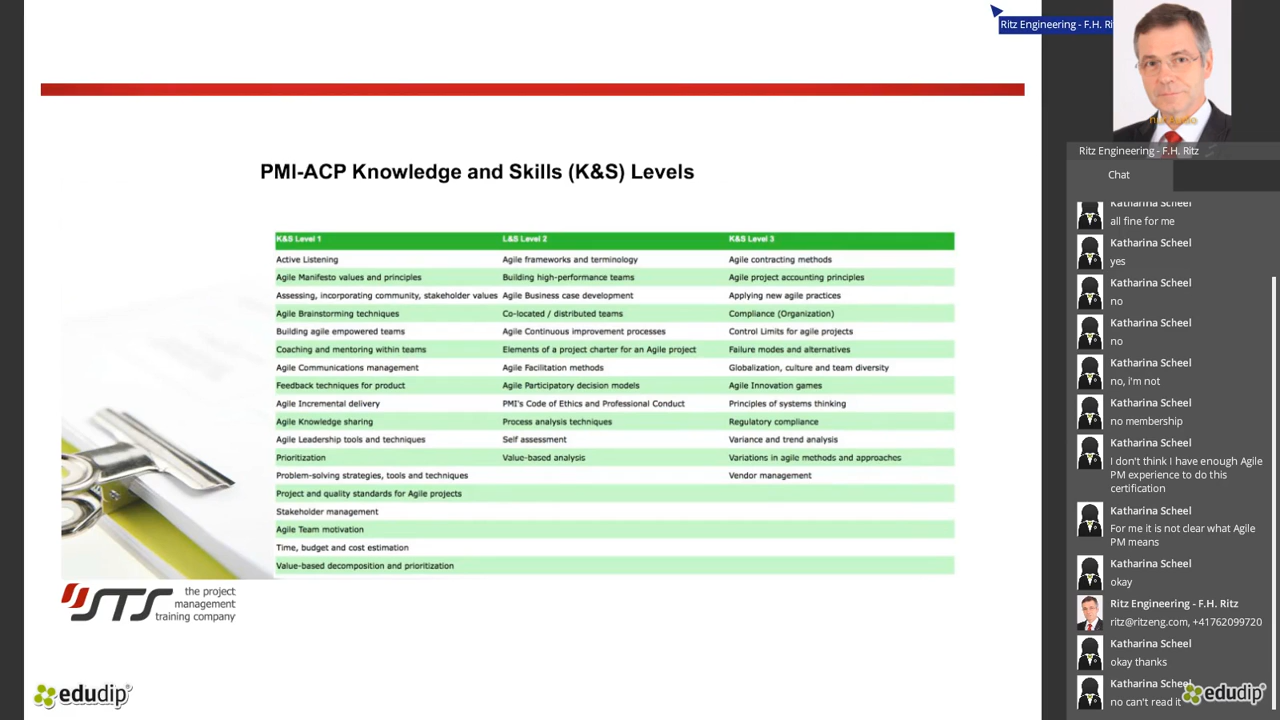 Ritz Engineering - F.H. Ri
PMI-ACP Knowledge and Skills (K&S) Levels
K&S Level 1 L&S Level 2 K&S Level 3
Active Listening Agile frameworks and terminology Agile contracting methods
Agile Manifesto values and principles Building high-performance teams Agile project accounting principles
Assessing, incorporating community, stakeholder values Agile Business case development Applying new agile practices
Agile Brainstorming techniques Co-located / distributed teams Compliance (Organization)
Building agile empowered teams Agile Continuous improvement processes Control Limits for agile projects
Coaching and mentoring within teams Elements of a project charter for an Agile project Failure modes and alternatives
Agile Communications management Agile Facilitation methods Globalization, culture and team diversity
Feedback techniques for product Agile Participatory decision models Agile Innovation games
Agile Incremental delivery PMI's Code of Ethics and Professional Conduct Principles of systems thinking
Agile Knowledge sharing Process analysis techniques Regulatory compliance
Agile Leadership tools and techniques Self assessment Variance and trend analysis
Prioritization Value-based analysis Variations in agile methods and approaches
Problem-solving strategies, tools and techniques Vendor management
Project and quality standards for Agile projects
Stakeholder management
Agile Team motivation
Time, budget and cost estimation
Value-based decomposition and prioritization
STS the project
management
training company
edudip
Ritz Engineering - F.H. Ritz
Chat
Katharina Scheel
all fine for me
Katharina Scheel
yes
Katharina Scheel
no
Katharina Scheel
no
Katharina Scheel
no, i'm not
Katharina Scheel
no membership
Katharina Scheel
I don't think I have enough Agile
PM experience to do this
certification
Katharina Scheel
For me it is not clear what Agile
PM means
Katharina Scheel
okay
Ritz Engineering - F.H. Ritz
ritz@ritzeng.com, +41762099720
Katharina Scheel
okay thanks
Katharina Scheel
no can't read it
edudip